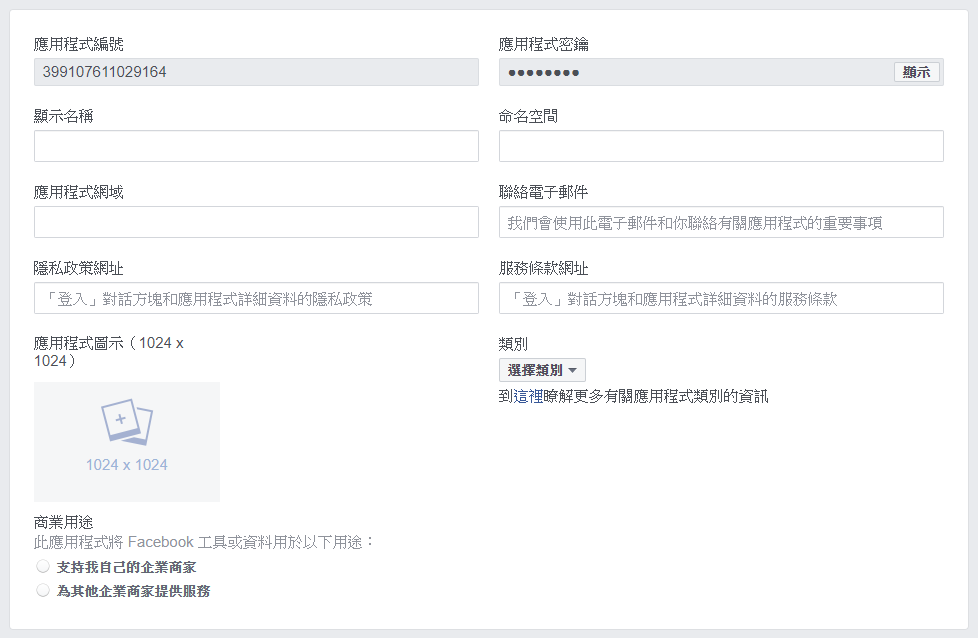 應用程式編號
應用程式密鑰
399107611029164
●●●●●●●●
顯示
顯示名稱
命名空間
應用程式網域
聯絡電子郵件
我們會使用此電子郵件和你聯絡有關應用程式的重要事項
隱私政策網址
服務條款網址
「登入」對話方塊和應用程式詳細資料的隱私政策
「登入」對話方塊和應用程式詳細資料的服務條款
應用程式圖示（1024 x
1024）
類別
選擇類別
到這裡瞭解更多有關應用程式類別的資訊
1024 x 1024
商業用途
此應用程式將 Facebook 工具或資料用於以下用途：
支持我自己的企業商家
為其他企業商家提供服務